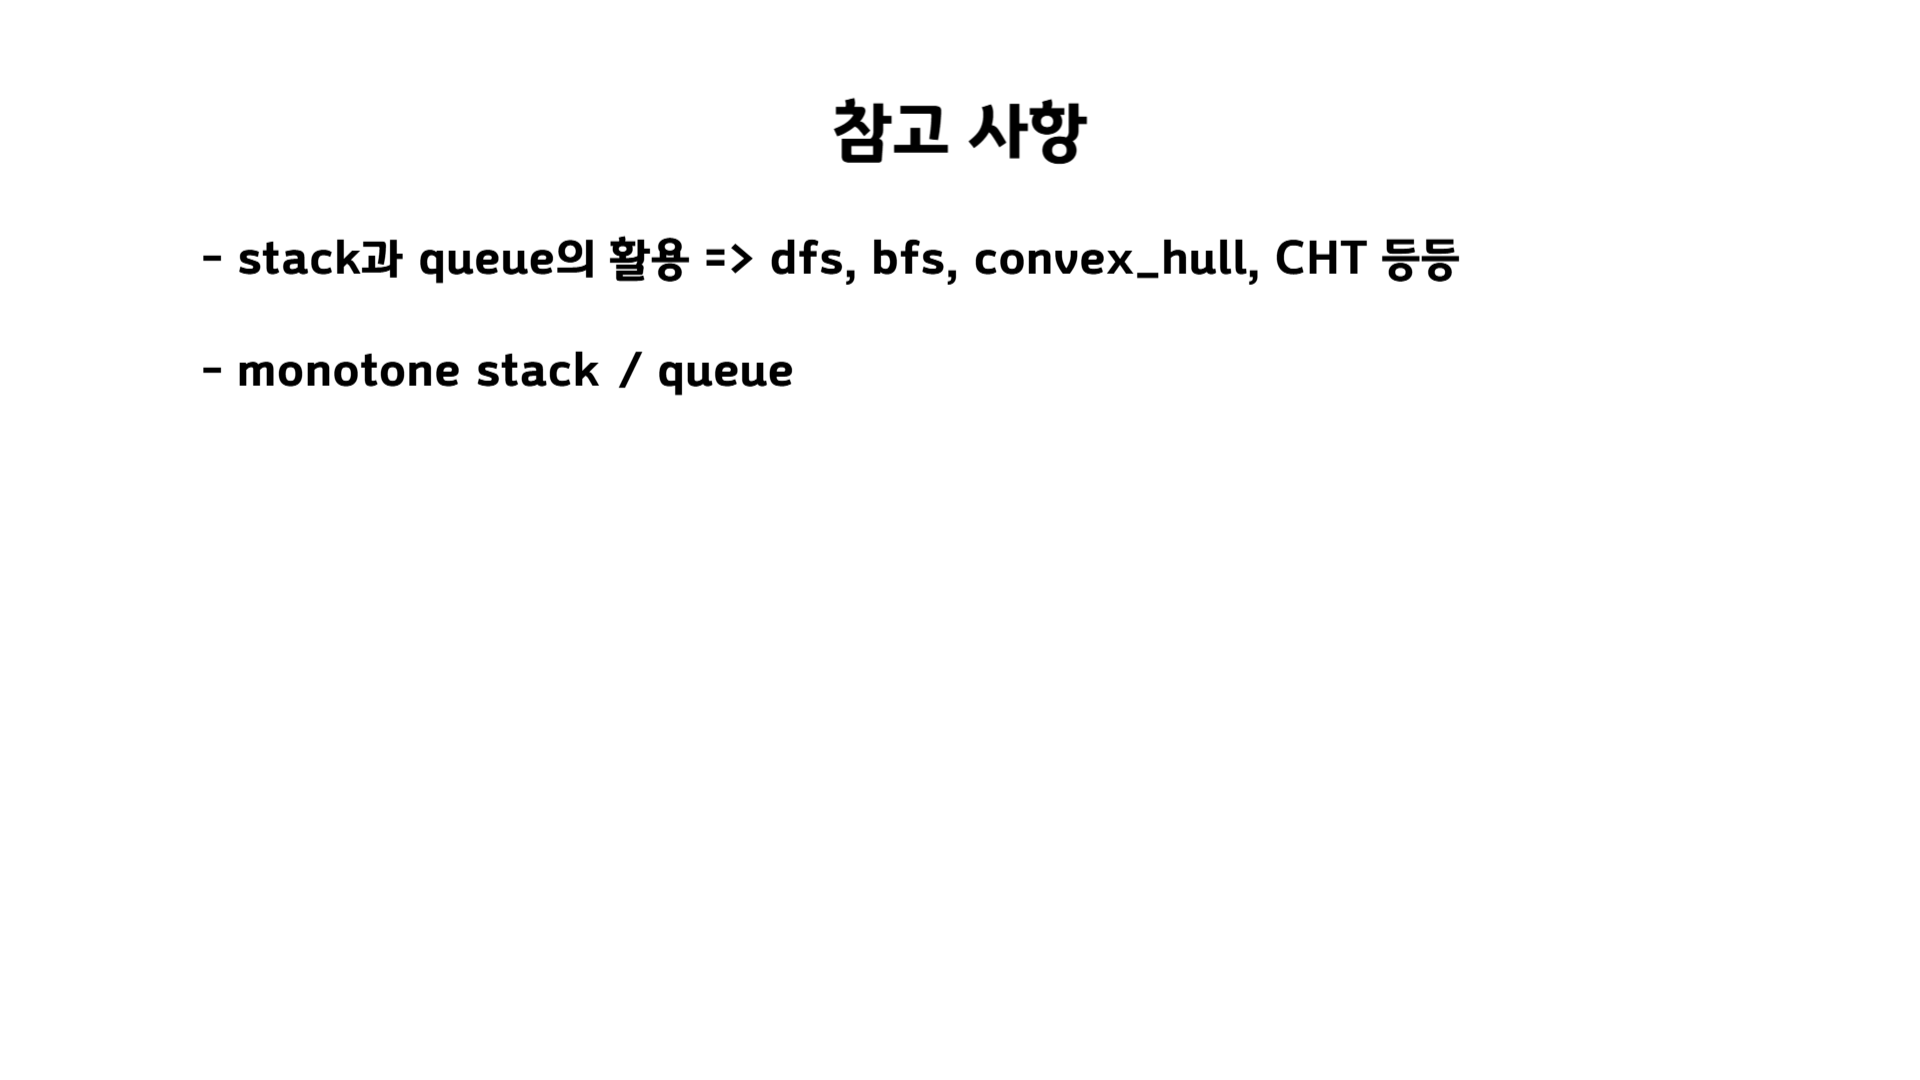 참고 사항
- stack과 queue의 활용 => dfs, bfs, convex_hull, CHT 등등
- monotone stack / queue